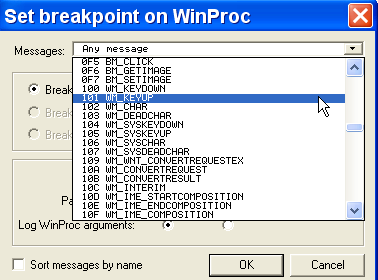 Set breakpoint on WinProc
Messages: Any message
0F5 BM_CLICK
0F6 BM_GETIMAGE
0F7 BM_SETIMAGE
100 WM_KEYDOWN
101 WM_KEYUP
102 WM_CHAR
103 WM_DEADCHAR
104 WM_SYSKEYDOWN
105 WM_SYSKEYUP
106 WM_SYSCHAR
107 WM_SYSDEADCHAR
109 WM_WNT_CONVERTREQUESTEX
10A WM_CONVERTREQUEST
10B WM_CONVERTRESULT
10C WM_INTERIM
10D WM_IME_STARTCOMPOSITION
10E WM_IME_ENDCOMPOSITION
10F WM_IME_COMPOSITION
Break
Break
Break
Pa
Log WinProc arguments:
Sort messages by name
OK
Cancel